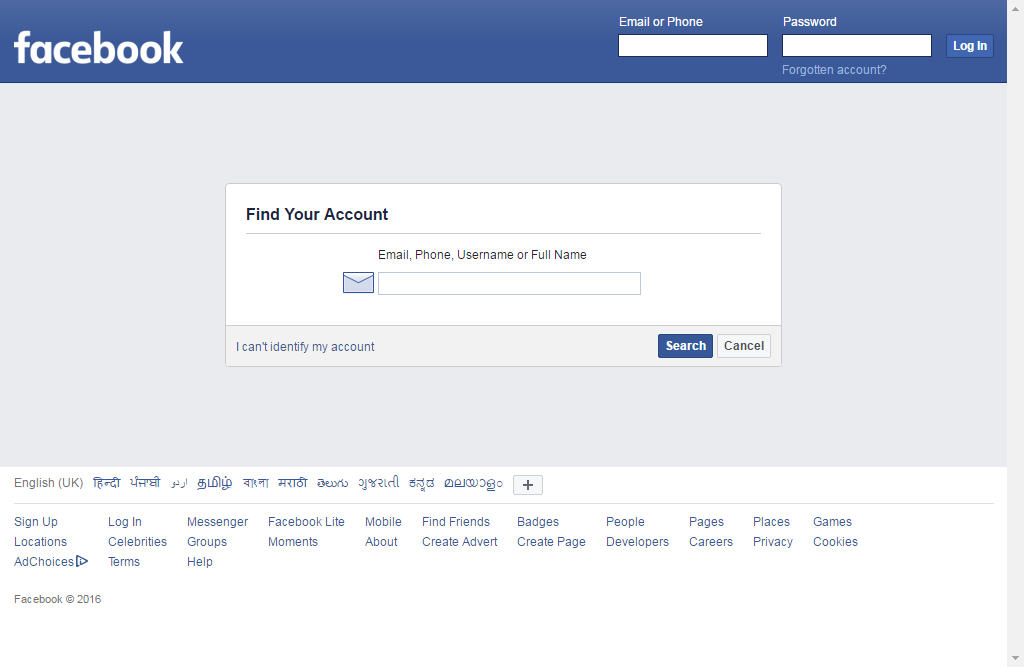 facebook
Email or Phone
Password
Log In
Forgotten account?
Find Your Account
Email, Phone, Username or Full Name
I can't identify my account
Search
Cancel
English (UK) हिन्दी ਪੰਜਾਬੀ اردو தமிழ் বাংলা मराठी తెలుగు ગુજરાતી ಕನ್ನಡ മലയാളം +
Sign Up Log In Messenger Facebook Lite Mobile Find Friends Badges People Pages Places Games
Locations Celebrities Groups Moments About Create Advert Create Page Developers Careers Privacy Cookies
AdChoices Terms Help
Facebook © 2016